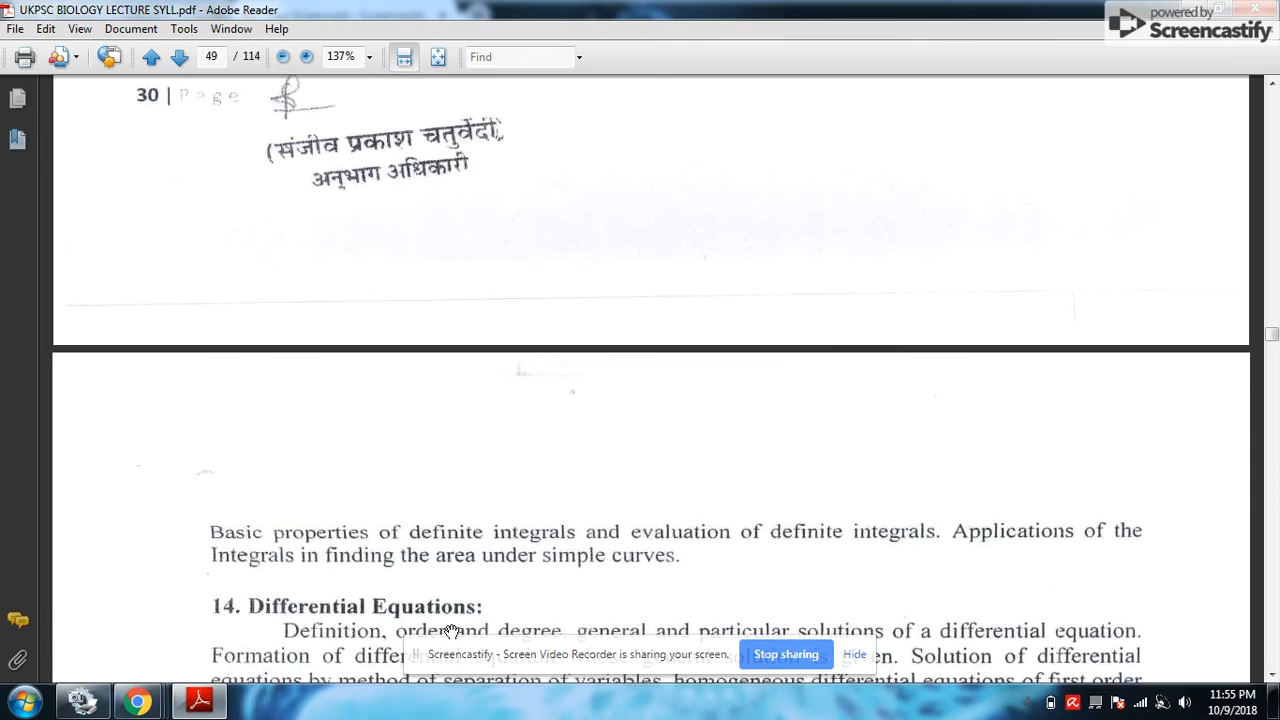 UKPSC BIOLOGY LECTURE SYLL.pdf - Adobe Reader
powered by
Screencastify
File Edit View Document Tools Window Help
49 / 114 137% Find
30 | Page
(संजीव प्रकाश चतुर्वेदी)
अनुभाग अधिकारी
Basic properties of definite integrals and evaluation of definite integrals. Applications of the
Integrals in finding the area under simple curves.
14. Differential Equations:
Definition, order and degree, general and particular solutions of a differential equation.
Formation of given. Solution of differential
Screencastify - Screen Video Recorder is sharing your screen. Stop sharing Hide
equations by method of separation of variables, homogeneous differential equations of first order
11:55 PM
10/9/2018